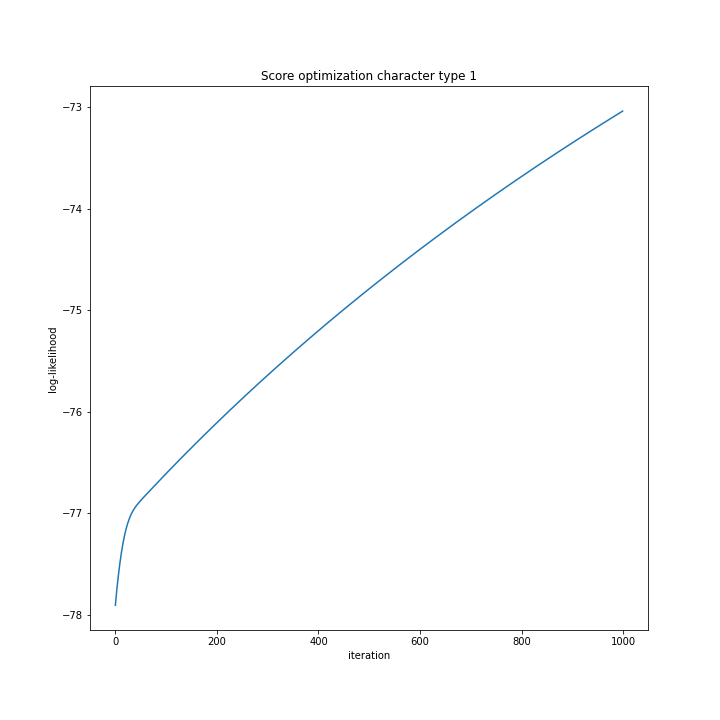 Score optimization character type 1
−73
−74
−75
−76
−77
−78
log-likelihood
0 200 400 600 800 1000
iteration